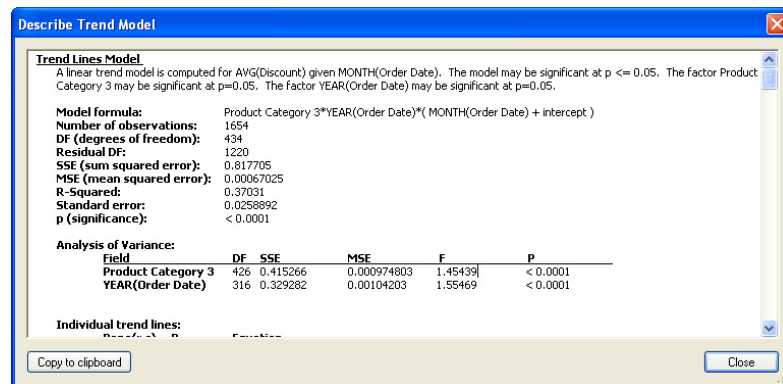 Describe Trend Model
Trend Lines Model
A linear trend model is computed for AVG(Discount) given MONTH(Order Date). The model may be significant at p <= 0.05. The factor Product
Category 3 may be significant at p=0.05. The factor YEAR(Order Date) may be significant at p=0.05.
Model formula: Product Category 3*YEAR(Order Date)*( MONTH(Order Date) + intercept )
Number of observations: 1654
DF (degrees of freedom): 434
Residual DF: 1220
SSE (sum squared error): 0.817705
MSE (mean squared error): 0.00067025
R-Squared: 0.37031
Standard error: 0.0258892
p (significance): < 0.0001
Analysis of Variance:
Field DF SSE MSE F P
Product Category 3 426 0.415266 0.000974803 1.45439 < 0.0001
YEAR(Order Date) 316 0.329282 0.00104203 1.55469 < 0.0001
Individual trend lines:
Copy to clipboard Close